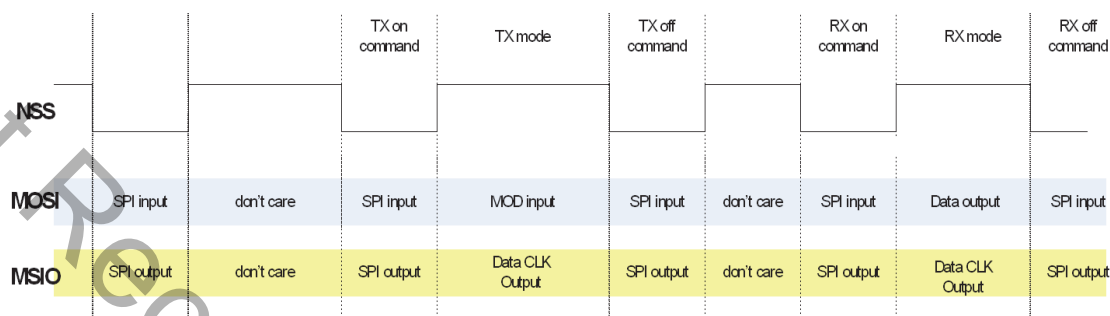 TX on command
TX mode
TX off command
RX on command
RX mode
RX off command
NSS
MOSI
SPI input
don't care
SPI input
MOD input
SPI input
don't care
SPI input
Data output
SPI input
MSIO
SPI output
don't care
SPI output
Data CLK Output
SPI output
don't care
SPI output
Data CLK Output
SPI output